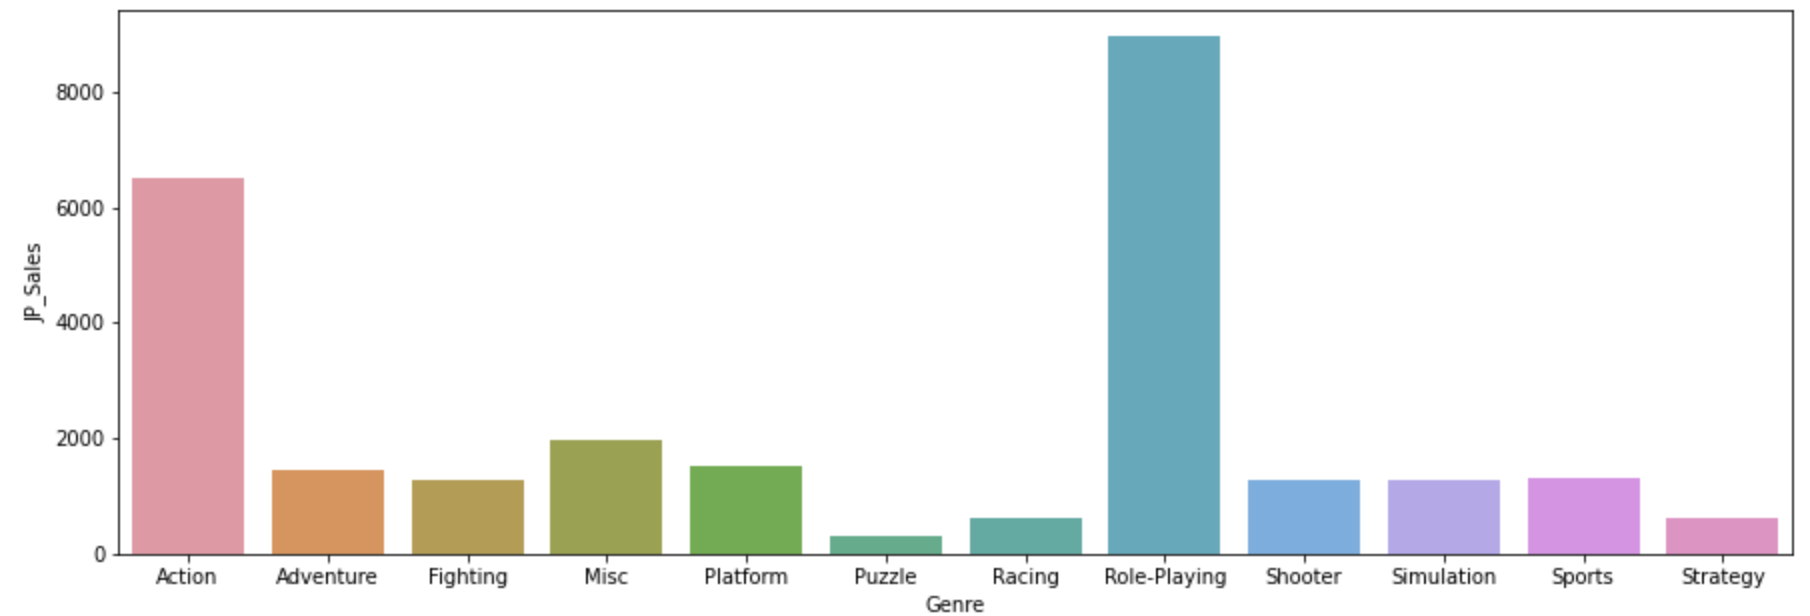 8000
6000
4000
2000
0
JP_Sales
Action Adventure Fighting Misc Platform Puzzle Racing Role-Playing Shooter Simulation Sports Strategy
Genre